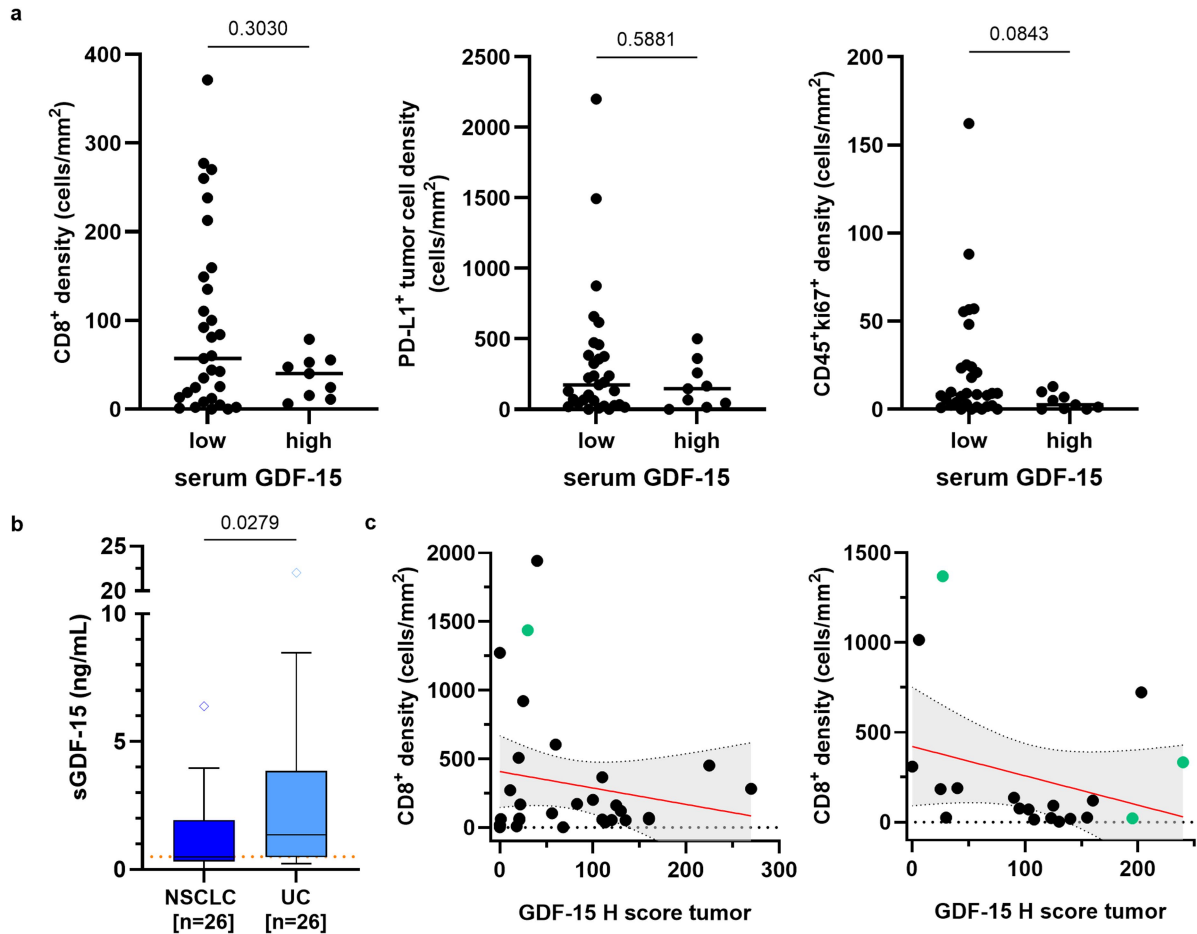 a
0.3030
CD8⁺ density (cells/mm²)
400
300
200
100
0
low high
serum GDF-15
0.5881
PD-L1⁺ tumor cell density
(cells/mm²)
2500
2000
1500
1000
500
0
low high
serum GDF-15
0.0843
CD45⁺ki67⁺ density (cells/mm²)
200
150
100
50
0
low high
serum GDF-15
b
0.0279
sGDF-15 (ng/mL)
25
20
10
5
0
NSCLC UC
[n=26] [n=26]
c
CD8⁺ density (cells/mm²)
2000
1500
1000
500
0
0 100 200 300
GDF-15 H score tumor
CD8⁺ density (cells/mm²)
1500
1000
500
0
0 100 200
GDF-15 H score tumor